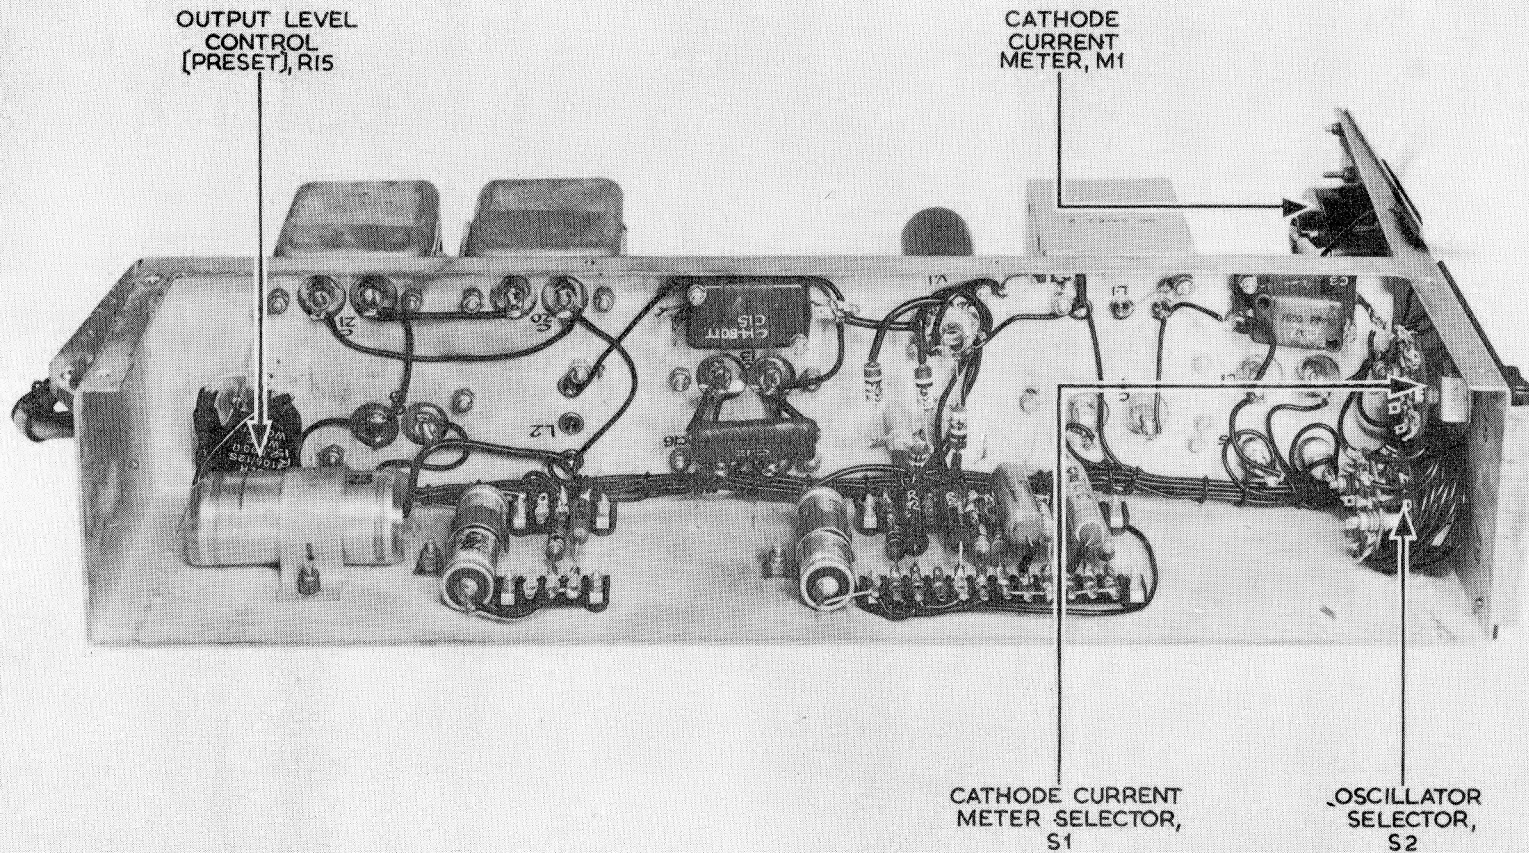 OUTPUT LEVEL
CONTROL
[PRESET], R15
CATHODE
CURRENT
METER, M1
V1
L1
C15
L2
CATHODE CURRENT
METER SELECTOR,
S1
OSCILLATOR
SELECTOR,
S2